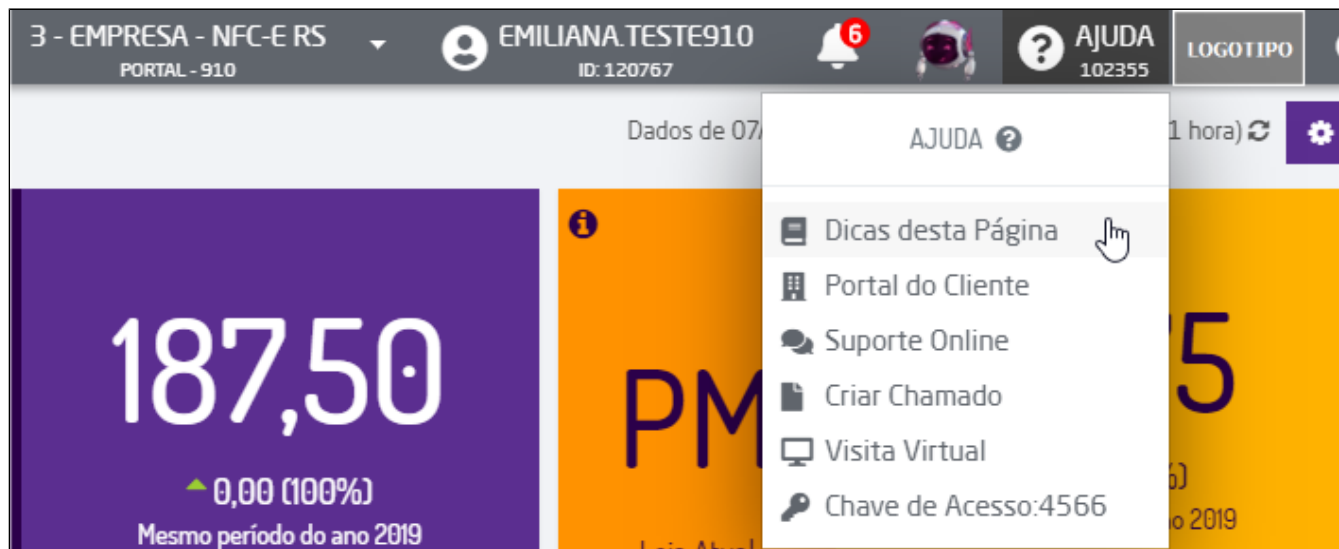 3 - EMPRESA - NFC-E RS
PORTAL - 910
EMILIANA.TESTE910
ID: 120767
6
AJUDA
102355
LOGOTIPO
Dados de 07/
1 hora)
AJUDA
Dicas desta Página
Portal do Cliente
Suporte Online
Criar Chamado
Visita Virtual
Chave de Acesso:4566
187,50
0,00 (100%)
Mesmo período do ano 2019
PM
5
2019